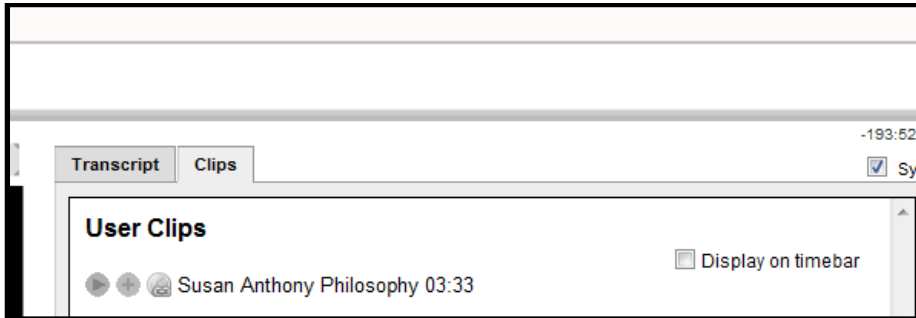 -193:52
Transcript Clips
Sy
User Clips
Display on timebar
Susan Anthony Philosophy 03:33